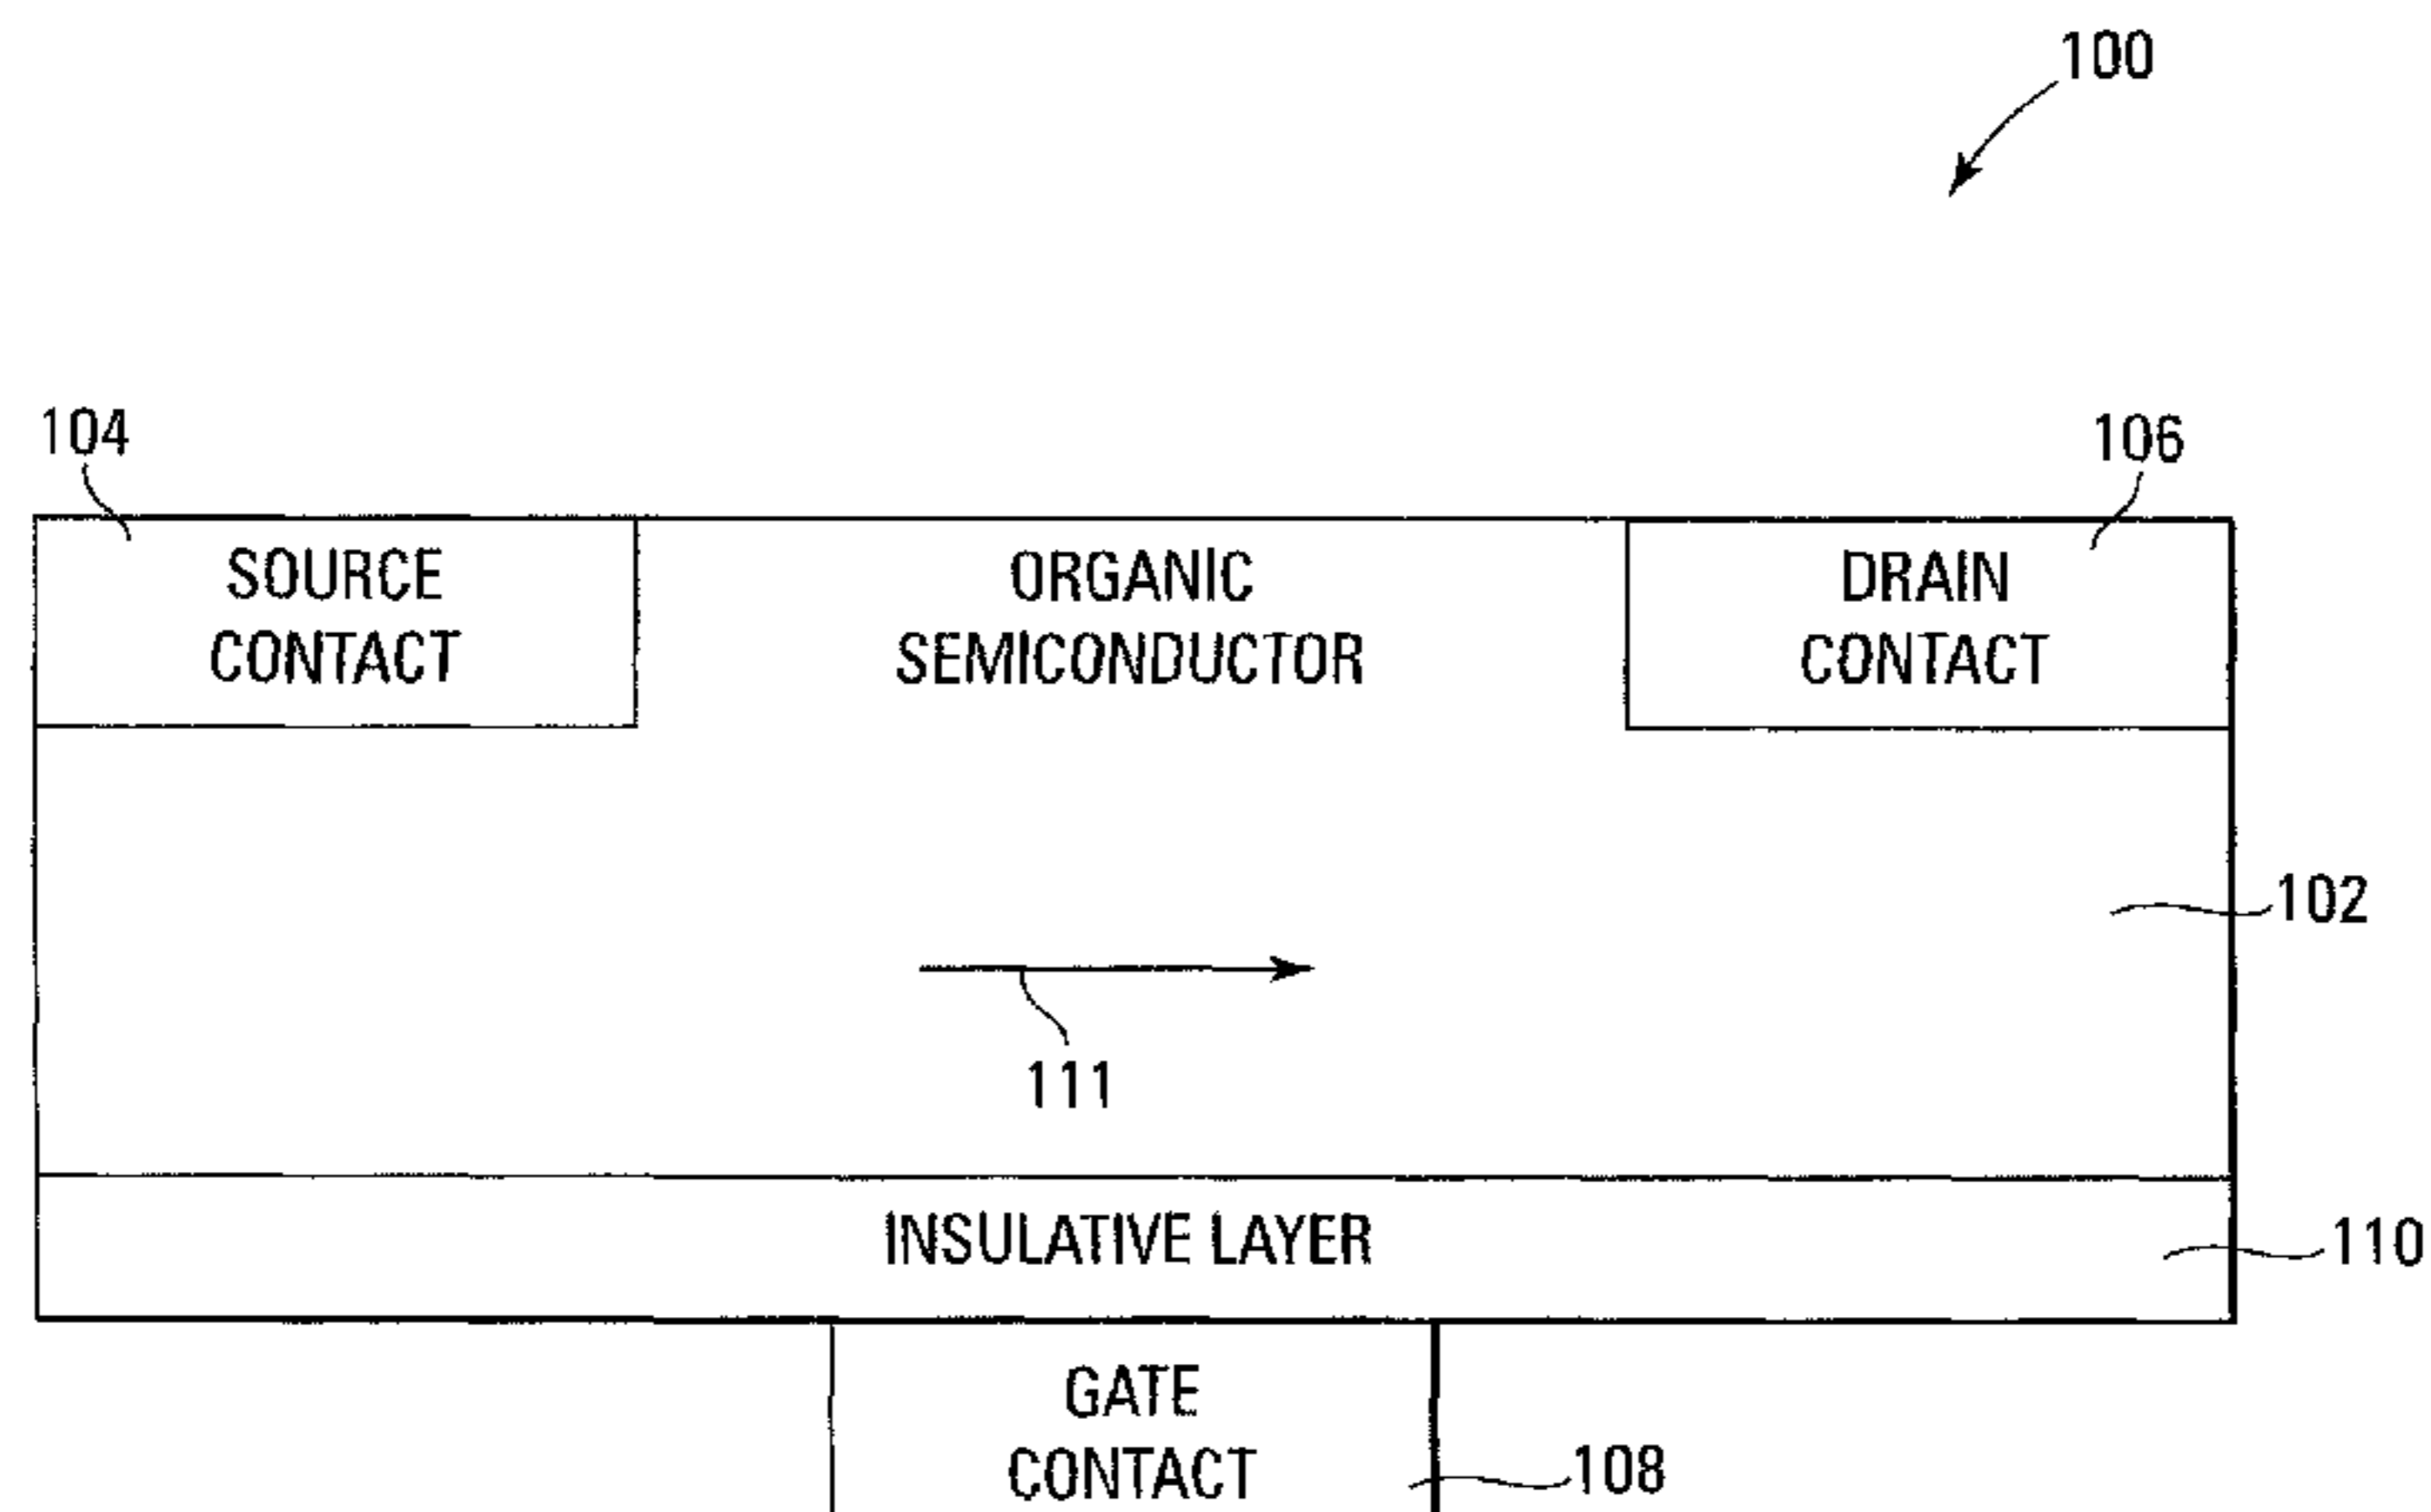 100
104
106
SOURCE
CONTACT
ORGANIC
SEMICONDUCTOR
DRAIN
CONTACT
102
111
INSULATIVE LAYER
110
GATE
CONTACT
108